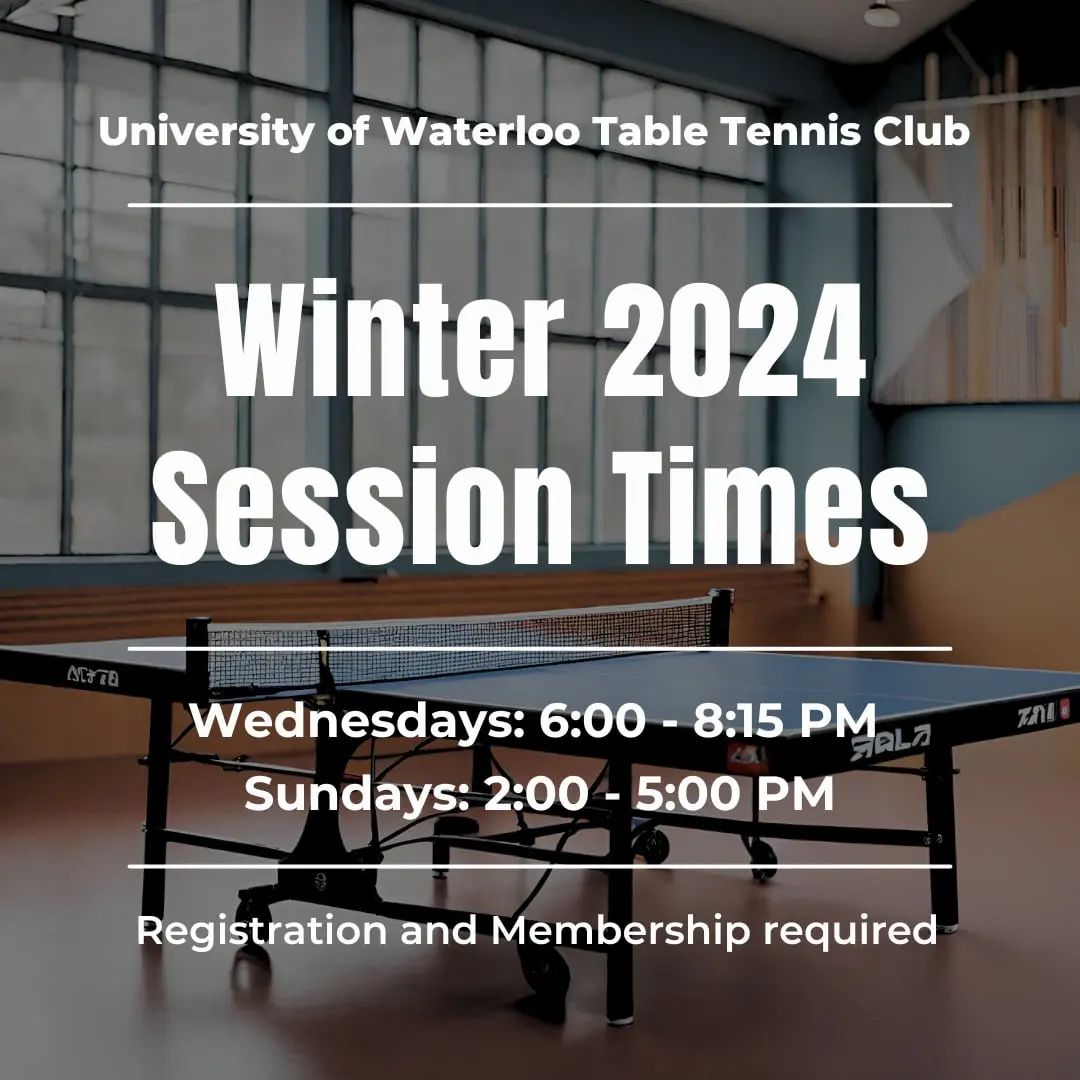 University of Waterloo Table Tennis Club
Winter 2024
Session Times
Wednesdays: 6:00 - 8:15 PM
Sundays: 2:00 - 5:00 PM
Registration and Membership required